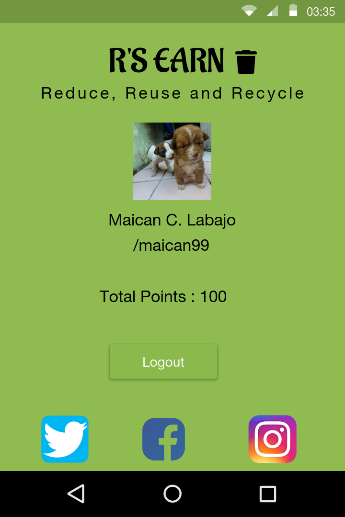 03:35
R'S EARN
Reduce, Reuse and Recycle
Maican C. Labajo
/maican99
Total Points : 100
Logout